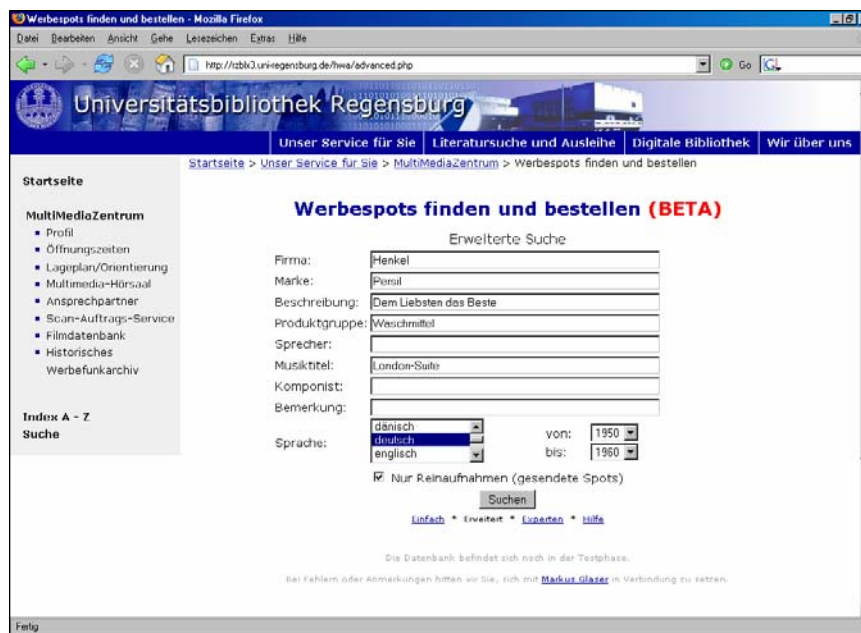 Werbespots finden und bestellen - Mozilla Firefox
Datei Bearbeiten Ansicht Gehe Lesezeichen Extras Hilfe
http://rzblx3.uni-regensburg.de/hwa/advanced.php Go
Universitätsbibliothek Regensburg
Unser Service für Sie Literatursuche und Ausleihe Digitale Bibliothek Wir über uns
Startseite > Unser Service für Sie > MultiMediaZentrum > Werbespots finden und bestellen
Startseite
MultiMediaZentrum
Profil
Öffnungszeiten
Lageplan/Orientierung
Multimedia-Hörsaal
Ansprechpartner
Scan-Auftrags-Service
Filmdatenbank
Historisches
Werbefunkarchiv
Index A - Z
Suche
Werbespots finden und bestellen (BETA)
Erweiterte Suche
Firma: Henkel
Marke: Persil
Beschreibung: Dem Liebsten das Beste
Produktgruppe: Waschmittel
Sprecher:
Musiktitel: London-Suite
Komponist:
Bemerkung:
Sprache: dänisch
deutsch
englisch
von: 1950
bis: 1960
Nur Reinaufnahmen (gesendete Spots)
Suchen
Einfach * Erweitert * Experten * Hilfe
Die Datenbank befindet sich noch in der Testphase.
Bei Fehlern oder Anmerkungen bitten wir Sie, sich mit Markus Glaser in Verbindung zu setzen.
Fertig